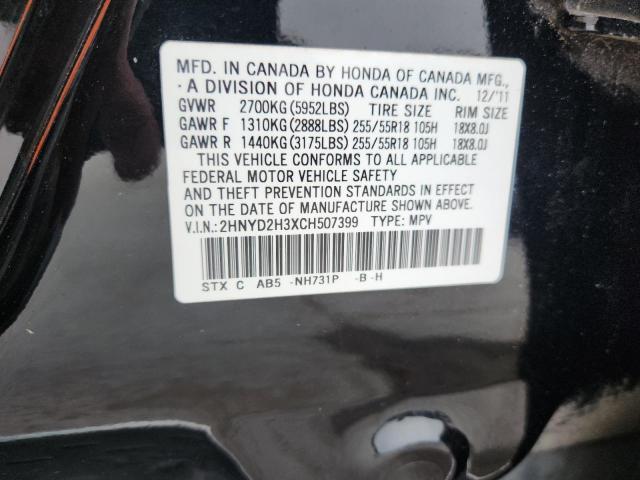 MFD. IN CANADA BY HONDA OF CANADA MFG.,
A DIVISION OF HONDA CANADA INC. 12/'11
GVWR 2700KG(5952LBS) TIRE SIZE RIM SIZE
GAWR F 1310KG(2888LBS) 255/55R18 105H 18X8.0J
GAWR R 1440KG(3175LBS) 255/55R18 105H 18X8.0J
THIS VEHICLE CONFORMS TO ALL APPLICABLE
FEDERAL MOTOR VEHICLE SAFETY
AND THEFT PREVENTION STANDARDS IN EFFECT
ON THE DATE OF MANUFACTURE SHOWN ABOVE.
V.I.N.: 2HNYD2H3XCH507399 TYPE: MPV
STX C AB5 -NH731P -B-H